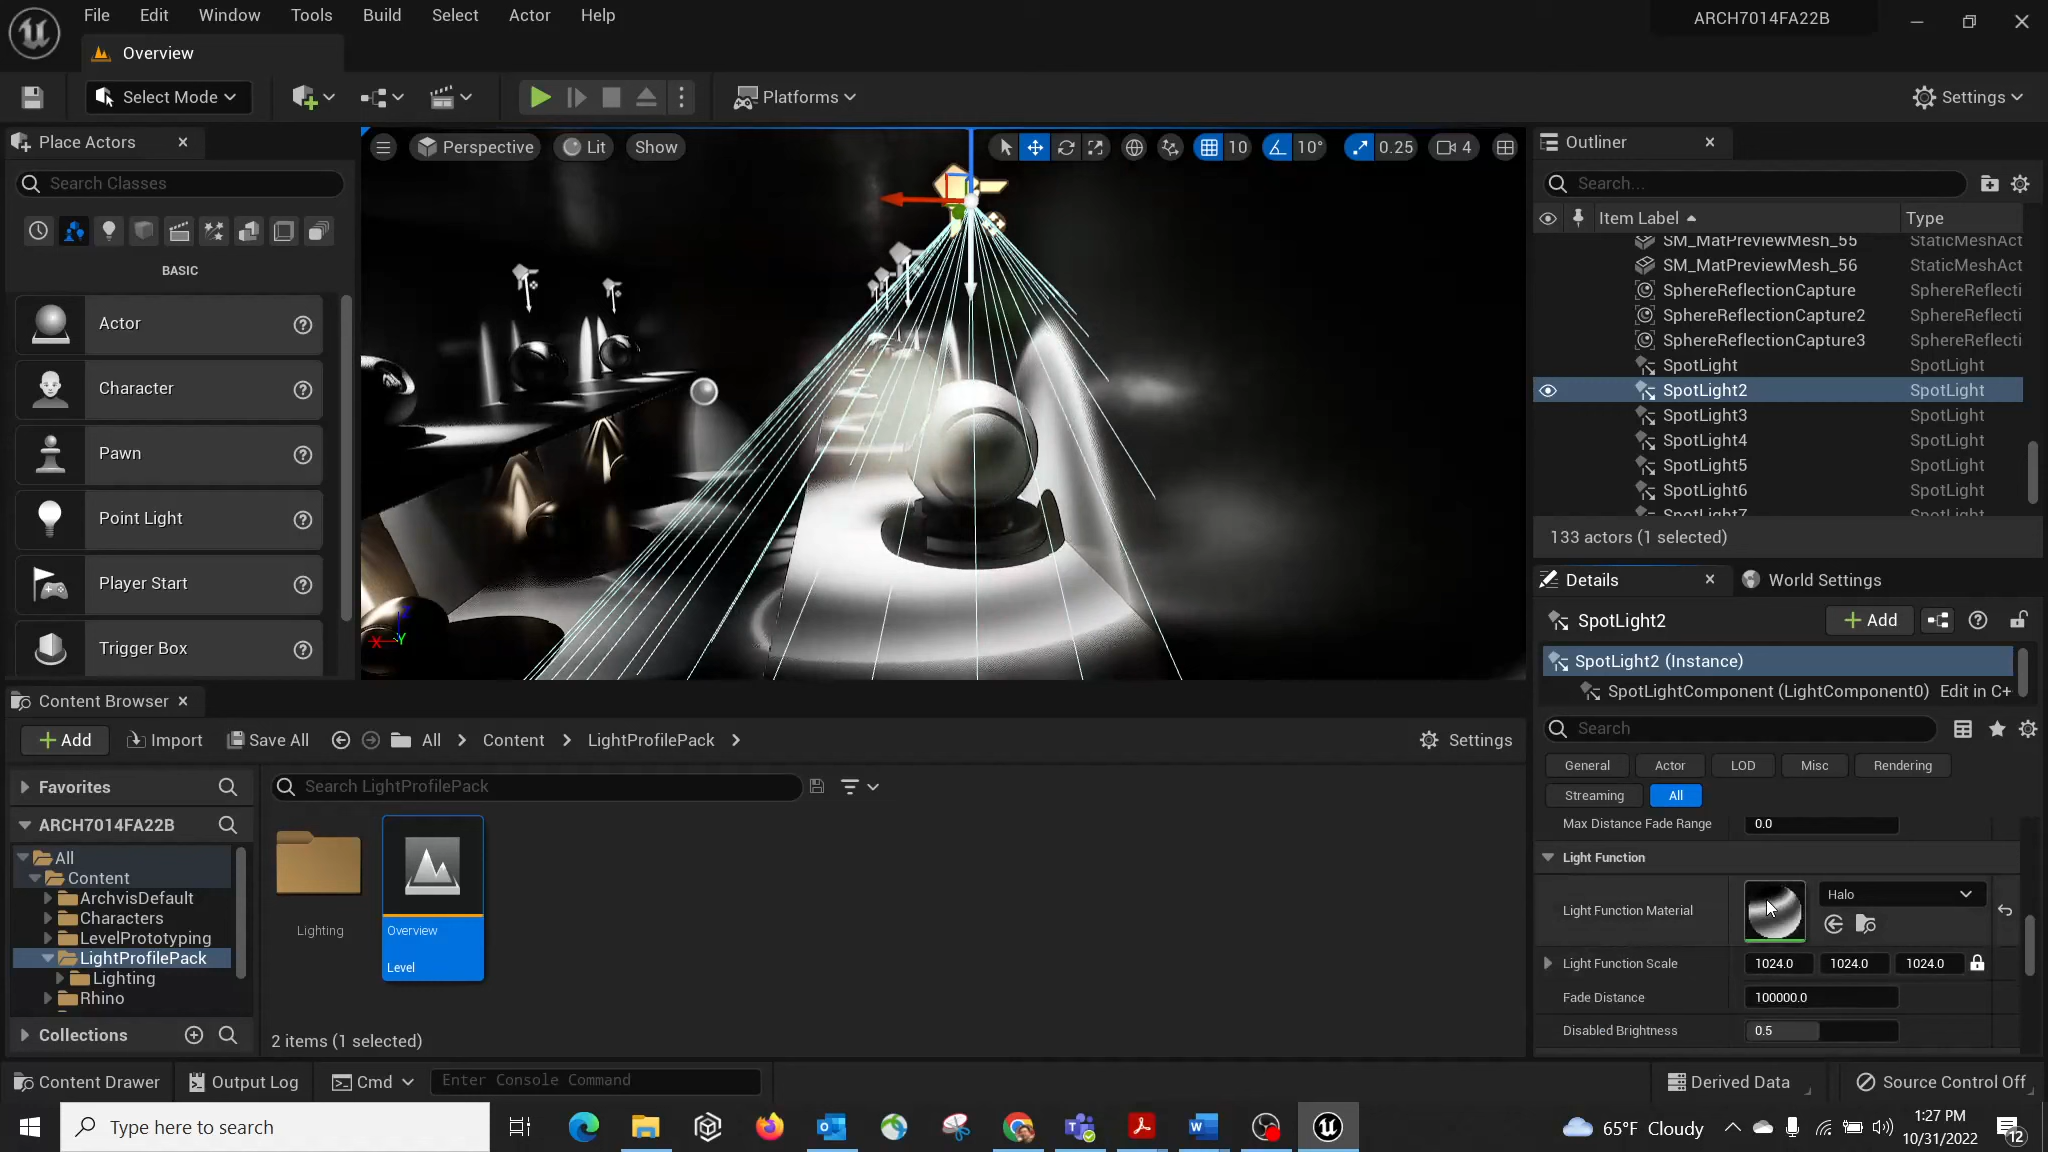 File Edit Window Tools Build Select Actor Help
ARCH7014FA22B
Overview
Select Mode
Platforms
Settings
Place Actors
Search Classes
BASIC
Actor
Character
Pawn
Point Light
Player Start
Trigger Box
Perspective Lit Show
10 10° 0.25 4
X Y
Outliner
Search...
Item Label Type
SM_MatPreviewMesh_55 StaticMeshAct
SM_MatPreviewMesh_56 StaticMeshAct
SphereReflectionCapture SphereReflecti
SphereReflectionCapture2 SphereReflecti
SphereReflectionCapture3 SphereReflecti
SpotLight SpotLight
SpotLight2 SpotLight
SpotLight3 SpotLight
SpotLight4 SpotLight
SpotLight5 SpotLight
SpotLight6 SpotLight
SpotLight7 SpotLight
133 actors (1 selected)
Details World Settings
SpotLight2 Add
SpotLight2 (Instance)
SpotLightComponent (LightComponent0) Edit in C+
Search
General Actor LOD Misc Rendering
Streaming All
Max Distance Fade Range 0.0
Light Function
Light Function Material Halo
Light Function Scale 1024.0 1024.0 1024.0
Fade Distance 100000.0
Disabled Brightness 0.5
Content Browser
Add Import Save All All Content LightProfilePack
Settings
Favorites
ARCH7014FA22B
All
Content
ArchvisDefault
Characters
LevelPrototyping
LightProfilePack
Lighting
Rhino
Collections
Search LightProfilePack
Lighting
Overview
Level
2 items (1 selected)
Content Drawer Output Log Cmd Enter Console Command
Derived Data Source Control Off
Type here to search
65°F Cloudy
1:27 PM
10/31/2022
12